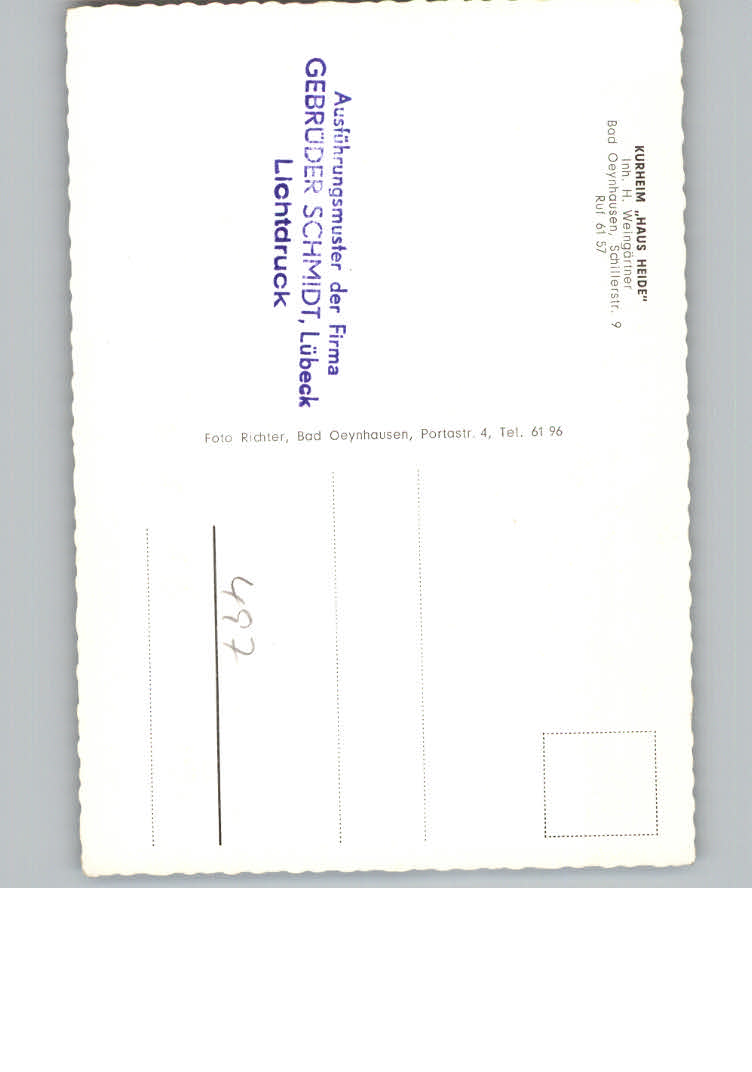 KURHEIM „HAUS HEIDE"
Inh. H. Weingärtner
Bad Oeynhausen, Schillerstr. 9
Ruf 61 57
Ausführungsmuster der Firma
GEBRÜDER SCHMIDT, Lübeck
Lichtdruck
Foto Richter, Bad Oeynhausen, Portastr. 4, Tel. 61 96
497